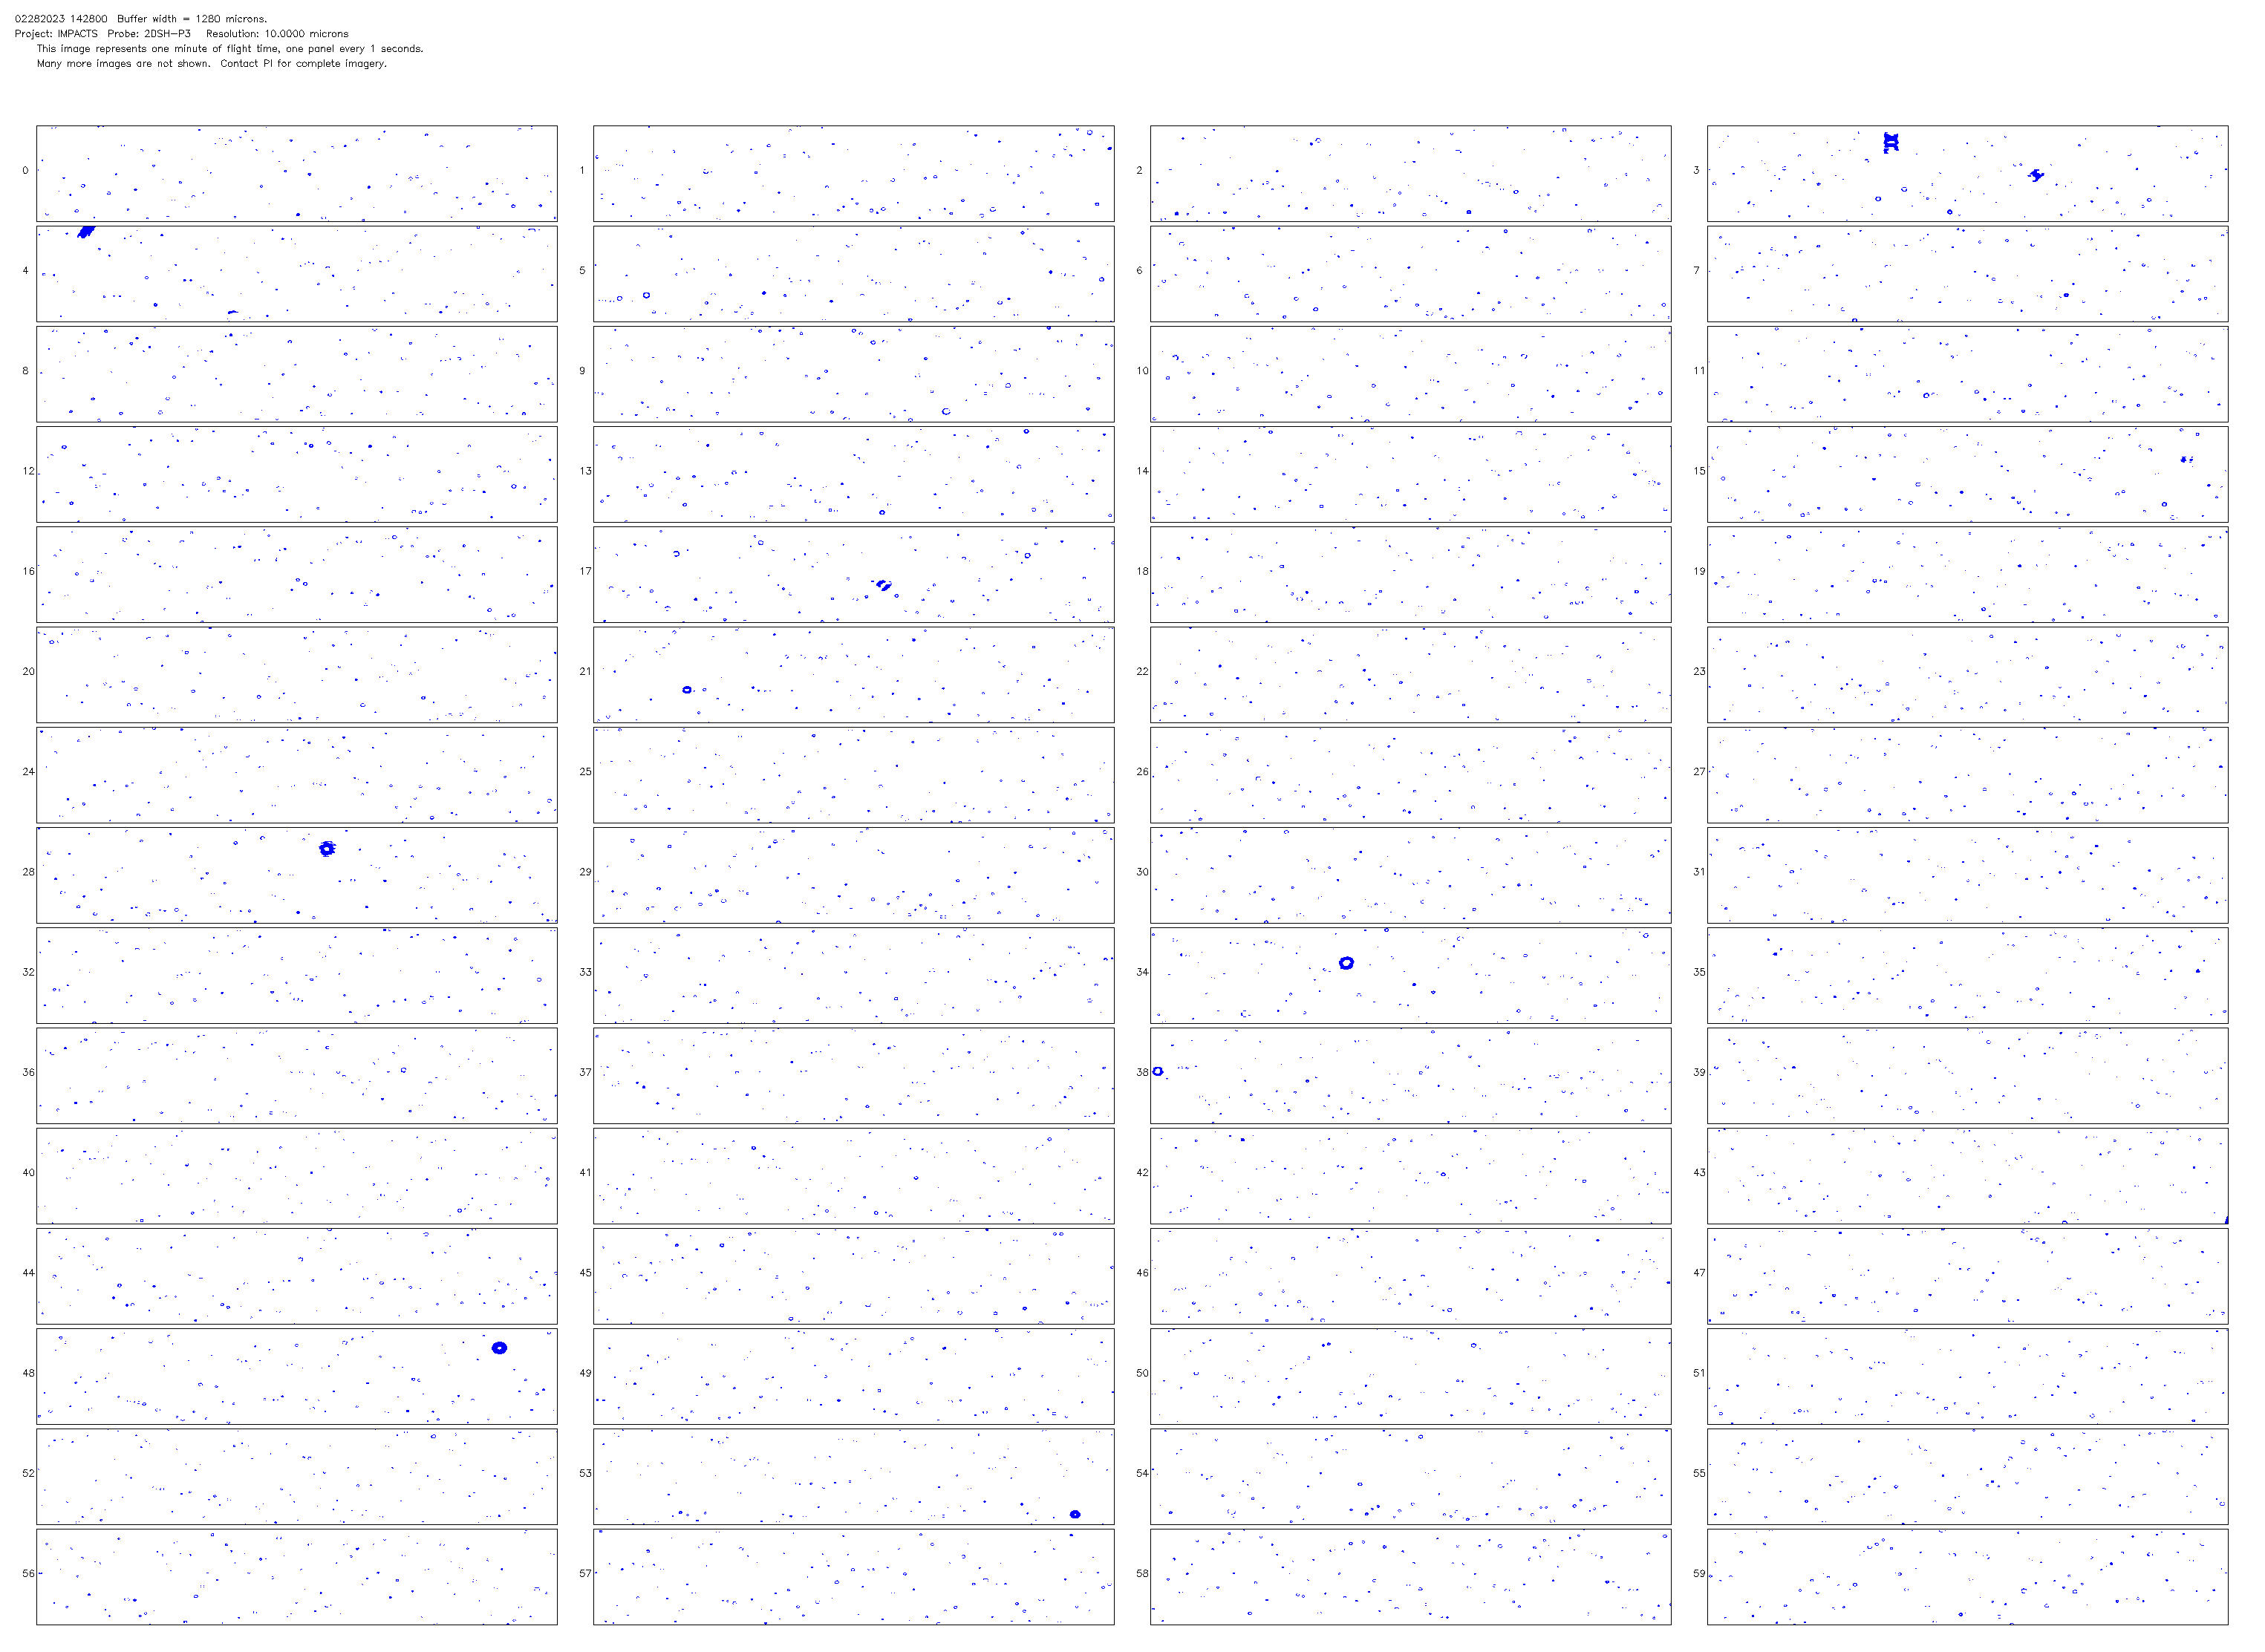 02282023 142800 Buffer width = 1280 microns.
Project: IMPACTS Probe: 2DSH-P3 Resolution: 10.0000 microns
This image represents one minute of flight time, one panel every 1 seconds.
Many more images are not shown. Contact PI for complete imagery.
0 1 2 3
4 5 6 7
8 9 10 11
12 13 14 15
16 17 18 19
20 21 22 23
24 25 26 27
28 29 30 31
32 33 34 35
36 37 38 39
40 41 42 43
44 45 46 47
48 49 50 51
52 53 54 55
56 57 58 59